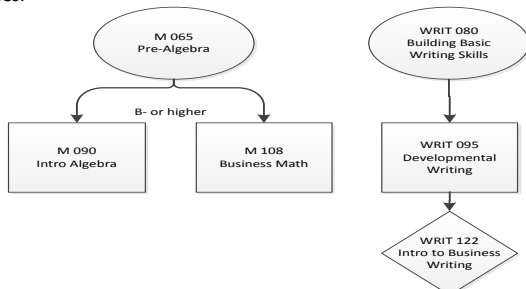 M 065
Pre-Algebra
B- or higher
M 090
Intro Algebra
M 108
Business Math
WRIT 080
Building Basic
Writing Skills
WRIT 095
Developmental
Writing
WRIT 122
Intro to Business
Writing